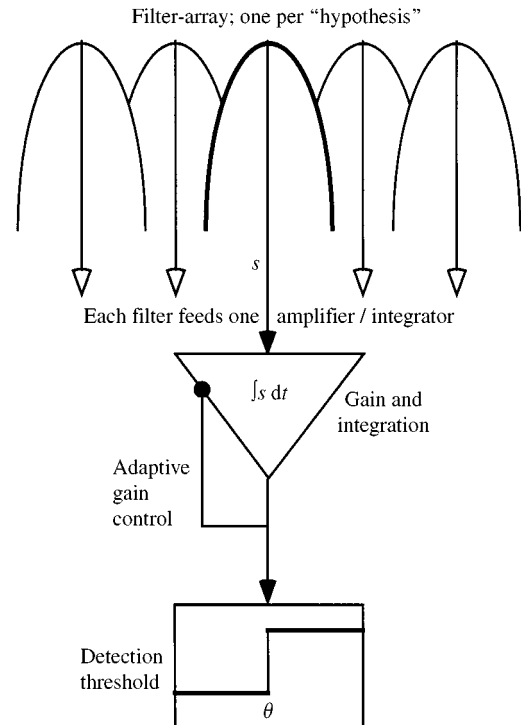 Filter-array; one per “hypothesis”
s
Each filter feeds one amplifier / integrator
∫s dt
Gain and
integration
Adaptive
gain
control
Detection
threshold
θ